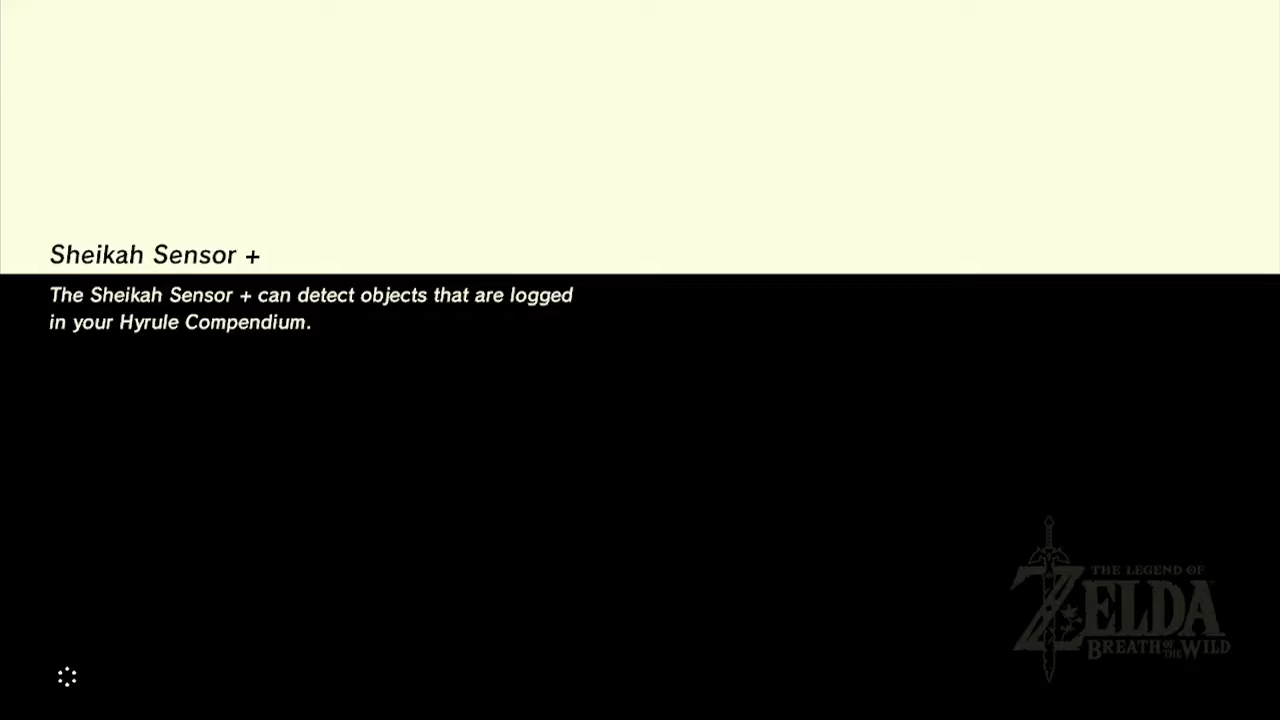 Sheikah Sensor +
The Sheikah Sensor + can detect objects that are logged
in your Hyrule Compendium.
THE LEGEND OF
ZELDA
BREATH OF THE WILD